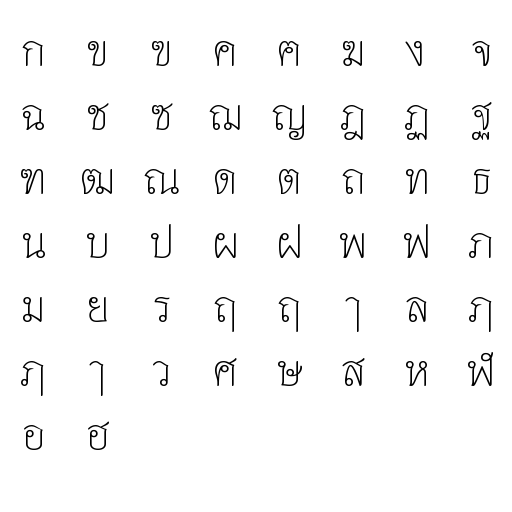 ก ข ฃ ค ฅ ฆ ง จ
ฉ ช ซ ฌ ญ ฎ ฏ ฐ
ฑ ฒ ณ ด ต ถ ท ธ
น บ ป ผ ฝ พ ฟ ภ
ม ย ร ฤ ฤ ๅ ล ฦ
ฦ ๅ ว ศ ษ ส ห ฬ
อ ฮ